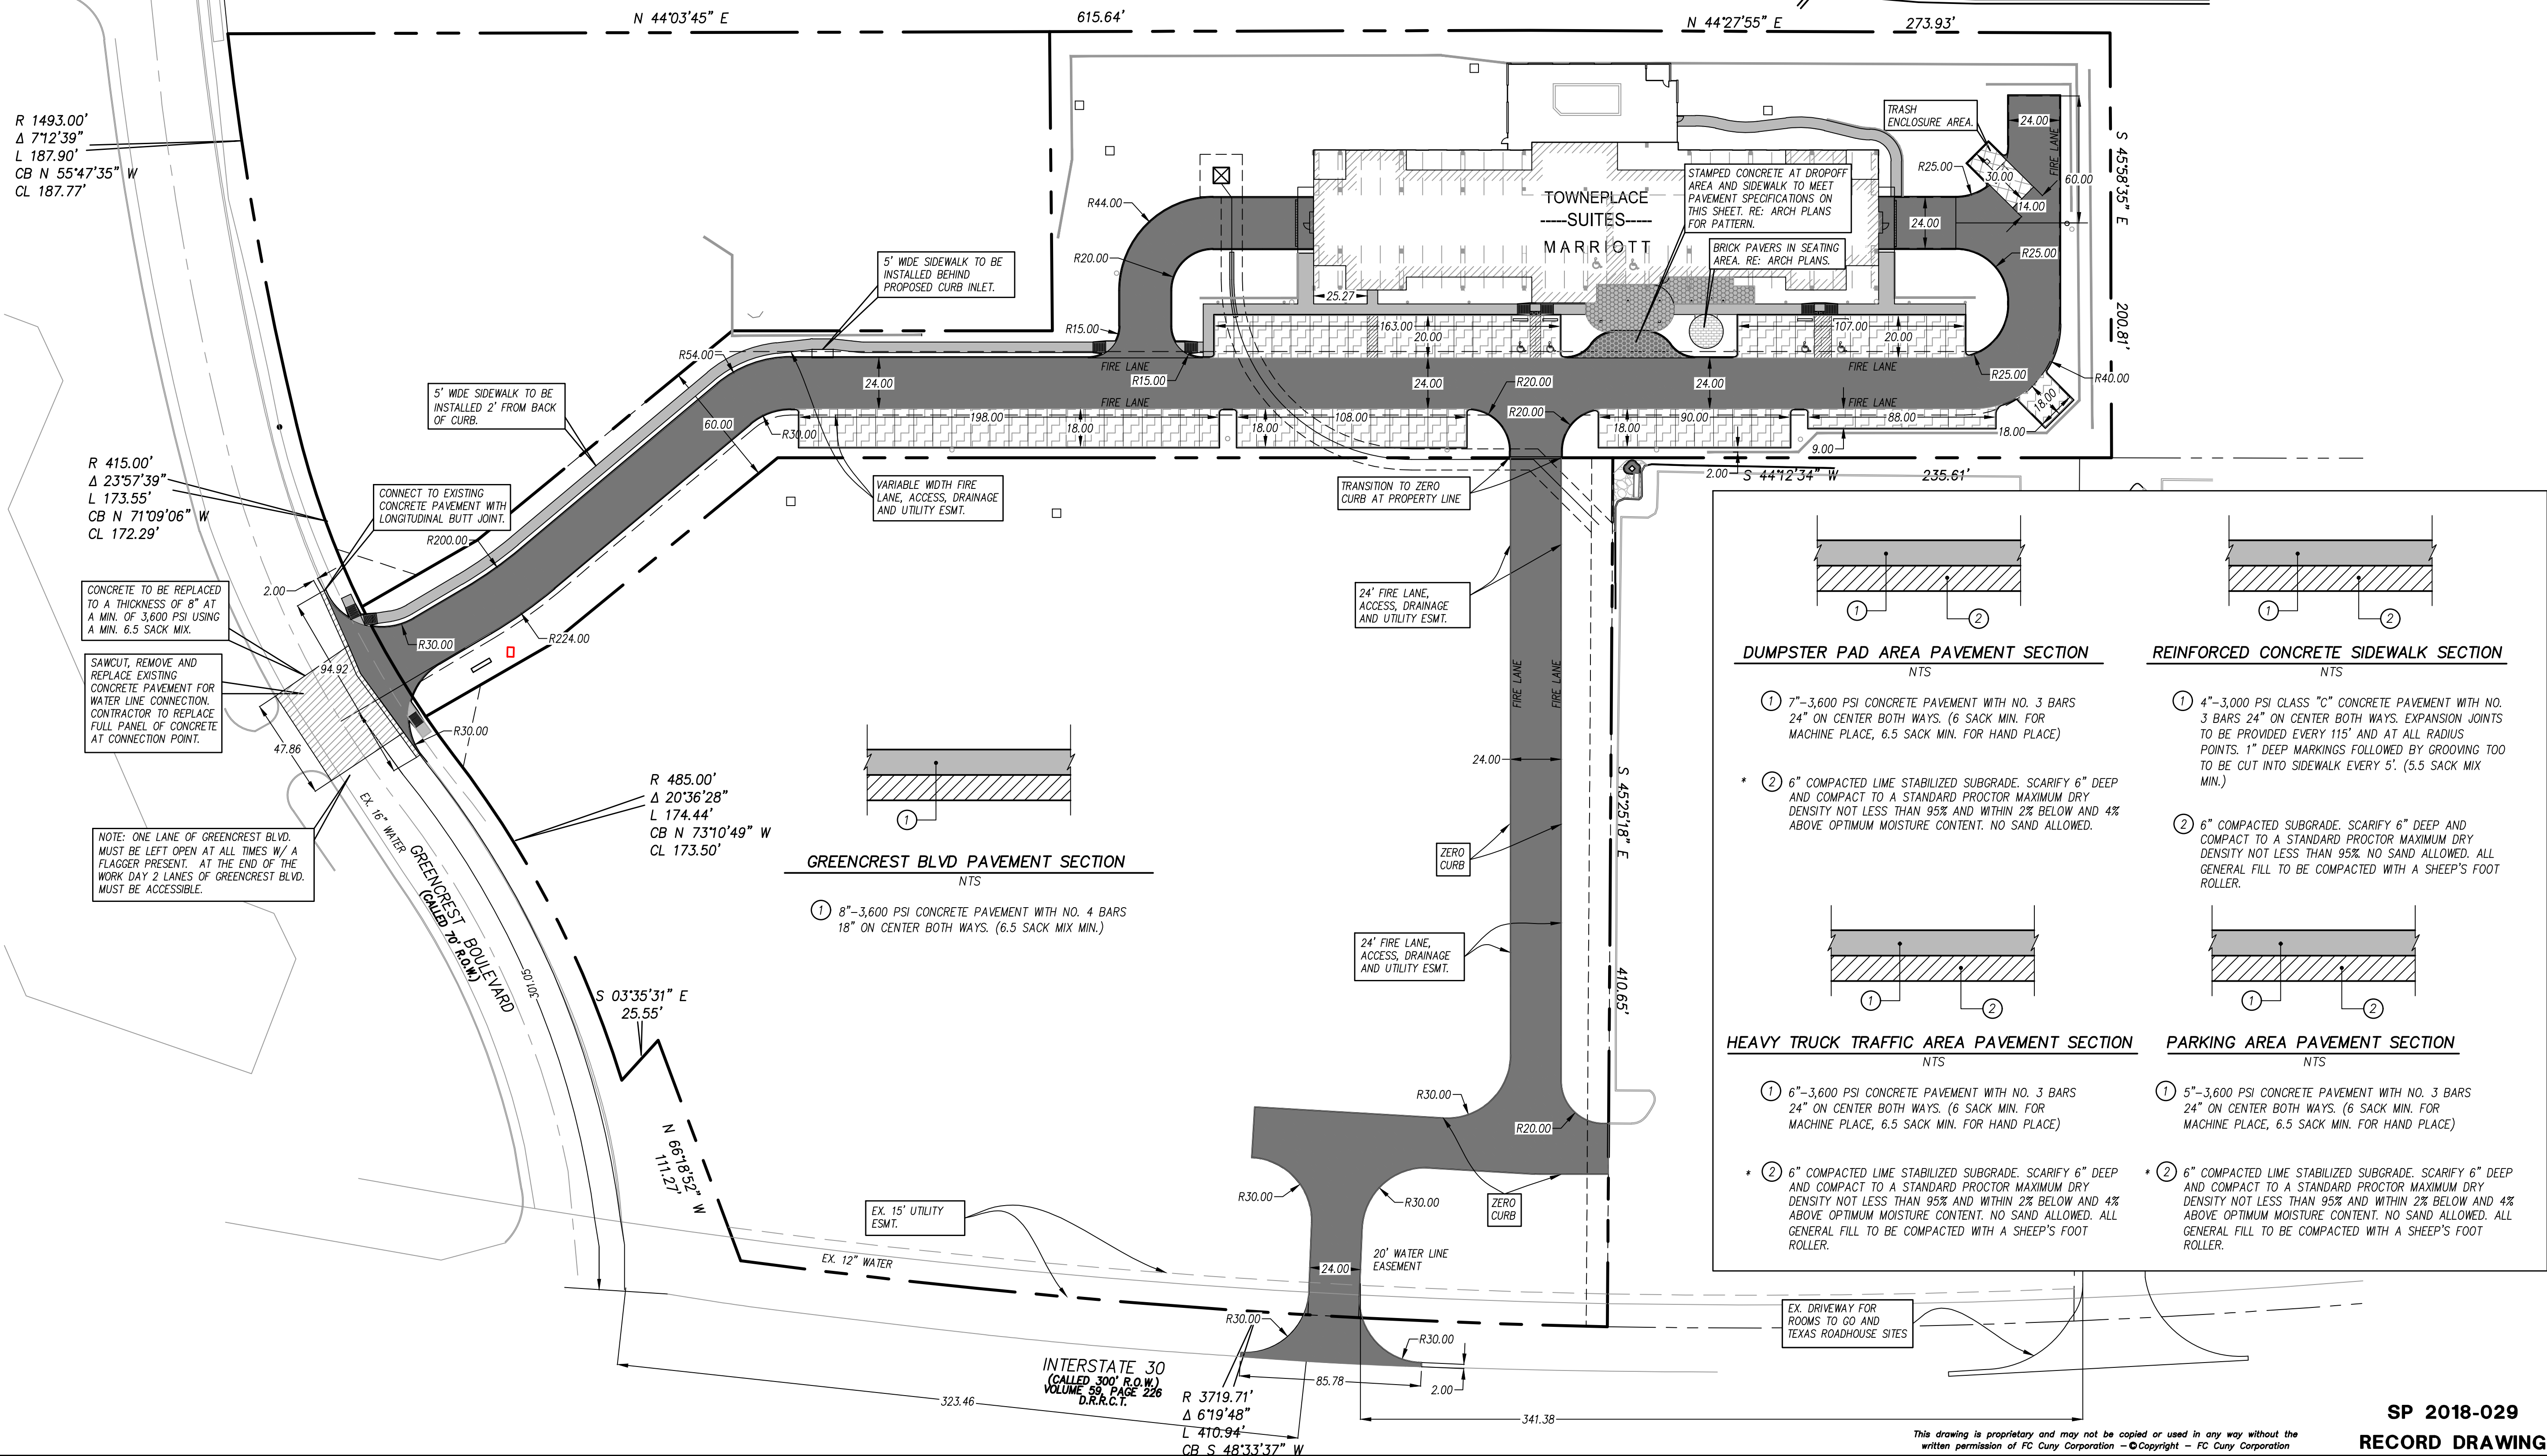 N 44°03'45" E
615.64'
N 44°27'55" E
273.93'
R 1493.00'
Δ 7°12'39"
L 187.90'
CB N 55°47'35" W
CL 187.77'
S 45°58'35" E
200.81'
TRASH
ENCLOSURE AREA.
24.00
FIRE LANE
R25.00
30.00
60.00
14.00
24.00
R25.00
STAMPED CONCRETE AT DROPOFF
AREA AND SIDEWALK TO MEET
PAVEMENT SPECIFICATIONS ON
THIS SHEET. RE: ARCH PLANS
FOR PATTERN.
TOWNEPLACE
-----SUITES-----
MARRIOTT
BRICK PAVERS IN SEATING
AREA. RE: ARCH PLANS.
R44.00
R20.00
5' WIDE SIDEWALK TO BE
INSTALLED BEHIND
PROPOSED CURB INLET.
25.27
R15.00
163.00
20.00
107.00
20.00
R54.00
24.00
FIRE LANE
R15.00
24.00
R20.00
24.00
FIRE LANE
R25.00
R40.00
5' WIDE SIDEWALK TO BE
INSTALLED 2' FROM BACK
OF CURB.
FIRE LANE
FIRE LANE
60.00
R30.00
198.00
18.00
18.00
108.00
R20.00
18.00
90.00
88.00
18.00
18.00
9.00
2.00
S 44°12'34" W
235.61'
R 415.00'
Δ 23°57'39"
L 173.55'
CB N 71°09'06" W
CL 172.29'
CONNECT TO EXISTING
CONCRETE PAVEMENT WITH
LONGITUDINAL BUTT JOINT.
VARIABLE WIDTH FIRE
LANE, ACCESS, DRAINAGE
AND UTILITY ESMT.
TRANSITION TO ZERO
CURB AT PROPERTY LINE
R200.00
2.00
CONCRETE TO BE REPLACED
TO A THICKNESS OF 8" AT
A MIN. OF 3,600 PSI USING
A MIN. 6.5 SACK MIX.
SAWCUT, REMOVE AND
REPLACE EXISTING
CONCRETE PAVEMENT FOR
WATER LINE CONNECTION.
CONTRACTOR TO REPLACE
FULL PANEL OF CONCRETE
AT CONNECTION POINT.
94.92
R30.00
R224.00
R30.00
47.86
24' FIRE LANE,
ACCESS, DRAINAGE
AND UTILITY ESMT.
FIRE LANE
FIRE LANE
24.00
S 45°25'18" E
410.65'
NOTE: ONE LANE OF GREENCREST BLVD.
MUST BE LEFT OPEN AT ALL TIMES W/ A
FLAGGER PRESENT. AT THE END OF THE
WORK DAY 2 LANES OF GREENCREST BLVD.
MUST BE ACCESSIBLE.
EX. 16" WATER
GREENCREST BOULEVARD
(CALLED 70' R.O.W.)
301.05
R 485.00'
Δ 20°36'28"
L 174.44'
CB N 73°10'49" W
CL 173.50'
1
GREENCREST BLVD PAVEMENT SECTION
NTS
1 8"-3,600 PSI CONCRETE PAVEMENT WITH NO. 4 BARS
18" ON CENTER BOTH WAYS. (6.5 SACK MIX MIN.)
ZERO
CURB
24' FIRE LANE,
ACCESS, DRAINAGE
AND UTILITY ESMT.
S 03°35'31" E
25.55'
N 66°18'52" W
111.27'
R30.00
R20.00
R30.00
R30.00
ZERO
CURB
EX. 15' UTILITY
ESMT.
EX. 12" WATER
24.00
20' WATER LINE
EASEMENT
R30.00
R30.00
85.78
2.00
323.46
341.38
INTERSTATE 30
(CALLED 300' R.O.W.)
VOLUME 59, PAGE 226
D.R.R.C.T.
R 3719.71'
Δ 6°19'48"
L 410.94'
CB S 48°33'37" W
EX. DRIVEWAY FOR
ROOMS TO GO AND
TEXAS ROADHOUSE SITES
1
2
DUMPSTER PAD AREA PAVEMENT SECTION
NTS
1 7"-3,600 PSI CONCRETE PAVEMENT WITH NO. 3 BARS
24" ON CENTER BOTH WAYS. (6 SACK MIN. FOR
MACHINE PLACE, 6.5 SACK MIN. FOR HAND PLACE)
* 2 6" COMPACTED LIME STABILIZED SUBGRADE. SCARIFY 6" DEEP
AND COMPACT TO A STANDARD PROCTOR MAXIMUM DRY
DENSITY NOT LESS THAN 95% AND WITHIN 2% BELOW AND 4%
ABOVE OPTIMUM MOISTURE CONTENT. NO SAND ALLOWED.
1
2
REINFORCED CONCRETE SIDEWALK SECTION
NTS
1 4"-3,000 PSI CLASS "C" CONCRETE PAVEMENT WITH NO.
3 BARS 24" ON CENTER BOTH WAYS. EXPANSION JOINTS
TO BE PROVIDED EVERY 115' AND AT ALL RADIUS
POINTS. 1" DEEP MARKINGS FOLLOWED BY GROOVING TOO
TO BE CUT INTO SIDEWALK EVERY 5'. (5.5 SACK MIX
MIN.)
2 6" COMPACTED SUBGRADE. SCARIFY 6" DEEP AND
COMPACT TO A STANDARD PROCTOR MAXIMUM DRY
DENSITY NOT LESS THAN 95%. NO SAND ALLOWED. ALL
GENERAL FILL TO BE COMPACTED WITH A SHEEP'S FOOT
ROLLER.
1
2
HEAVY TRUCK TRAFFIC AREA PAVEMENT SECTION
NTS
1 6"-3,600 PSI CONCRETE PAVEMENT WITH NO. 3 BARS
24" ON CENTER BOTH WAYS. (6 SACK MIN. FOR
MACHINE PLACE, 6.5 SACK MIN. FOR HAND PLACE)
* 2 6" COMPACTED LIME STABILIZED SUBGRADE. SCARIFY 6" DEEP
AND COMPACT TO A STANDARD PROCTOR MAXIMUM DRY
DENSITY NOT LESS THAN 95% AND WITHIN 2% BELOW AND 4%
ABOVE OPTIMUM MOISTURE CONTENT. NO SAND ALLOWED. ALL
GENERAL FILL TO BE COMPACTED WITH A SHEEP'S FOOT
ROLLER.
1
2
PARKING AREA PAVEMENT SECTION
NTS
1 5"-3,600 PSI CONCRETE PAVEMENT WITH NO. 3 BARS
24" ON CENTER BOTH WAYS. (6 SACK MIN. FOR
MACHINE PLACE, 6.5 SACK MIN. FOR HAND PLACE)
* 2 6" COMPACTED LIME STABILIZED SUBGRADE. SCARIFY 6" DEEP
AND COMPACT TO A STANDARD PROCTOR MAXIMUM DRY
DENSITY NOT LESS THAN 95% AND WITHIN 2% BELOW AND 4%
ABOVE OPTIMUM MOISTURE CONTENT. NO SAND ALLOWED. ALL
GENERAL FILL TO BE COMPACTED WITH A SHEEP'S FOOT
ROLLER.
SP 2018-029
This drawing is proprietary and may not be copied or used in any way without the
written permission of FC Cuny Corporation - © Copyright - FC Cuny Corporation
RECORD DRAWING